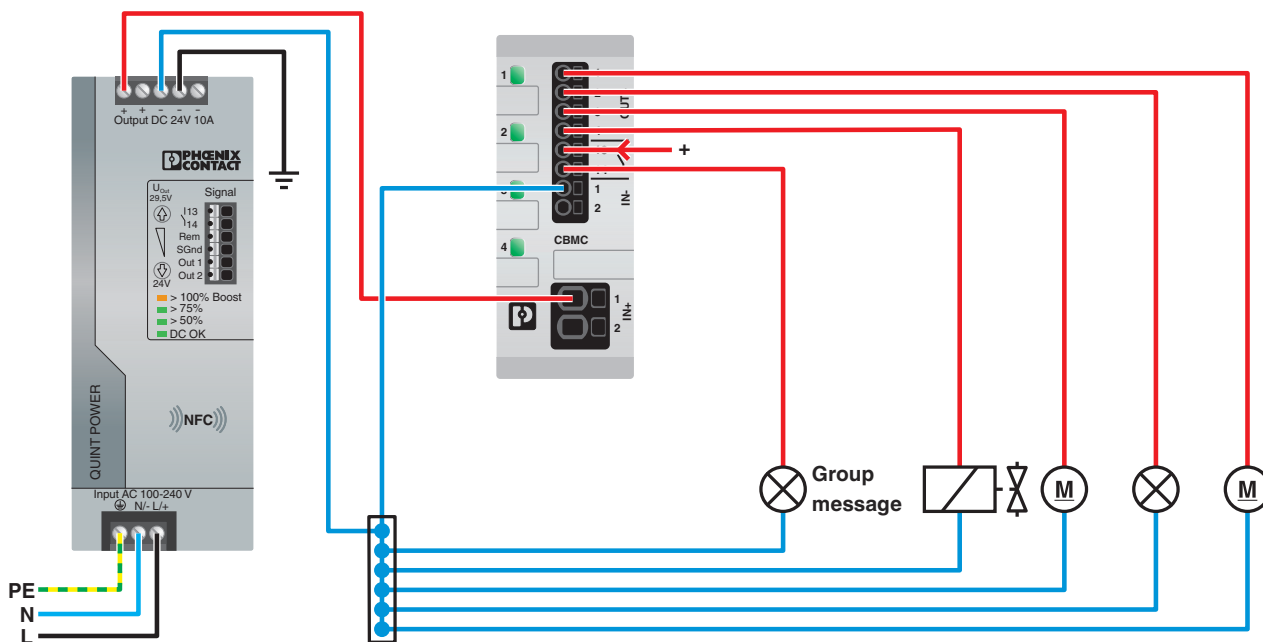 + + - - -
Output DC 24V 10A
PHŒNIX
CONTACT
UOut
29,5V
Signal
13
14
Rem
SGnd
Out 1
Out 2
24V
> 100% Boost
> 75%
> 50%
DC OK
QUINT POWER
NFC
Input AC 100-240 V
N/- L/+
PE
N
L
1
2
4
+
1
2
IN-
CBMC
1
2
IN+
Group
message
M
M